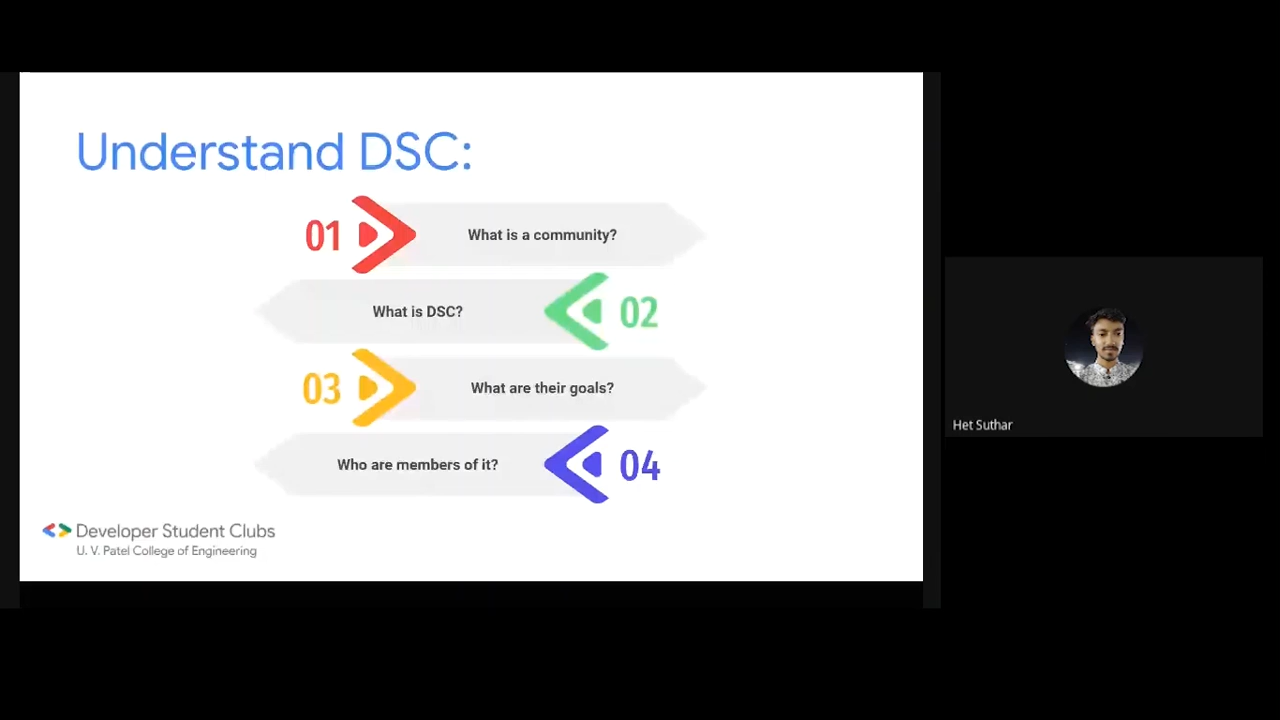 Understand DSC:
01
What is a community?
What is DSC?
02
03
What are their goals?
Who are members of it?
04
Developer Student Clubs
U. V. Patel College of Engineering
Het Suthar